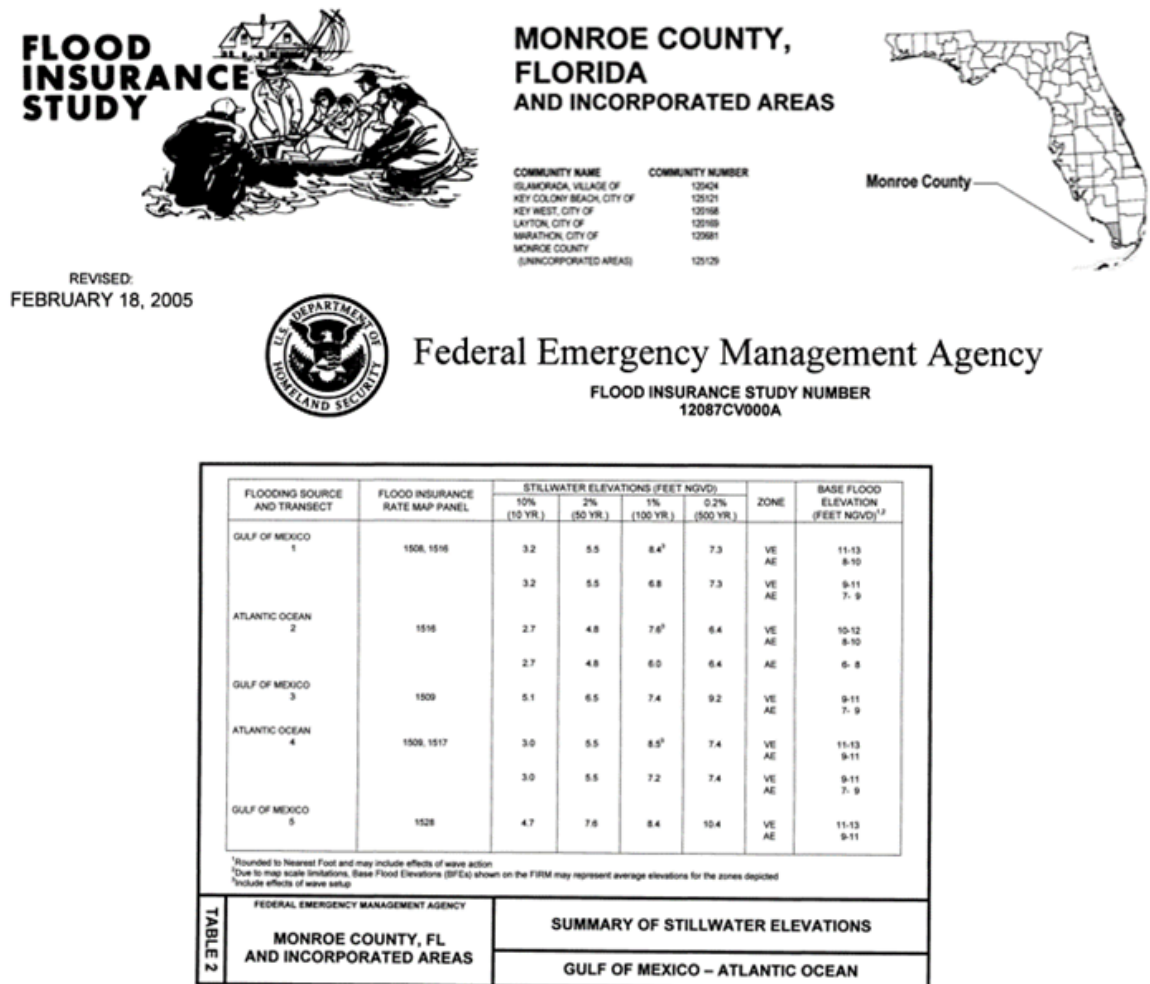 FLOOD
INSURANCE
STUDY
MONROE COUNTY,
FLORIDA
AND INCORPORATED AREAS
COMMUNITY NAME COMMUNITY NUMBER
ISLAMORADA, VILLAGE OF 120424
KEY COLONY BEACH, CITY OF 125121
KEY WEST, CITY OF 120168
LAYTON, CITY OF 120169
MARATHON, CITY OF 120681
MONROE COUNTY
(UNINCORPORATED AREAS) 125129
Monroe County
REVISED:
FEBRUARY 18, 2005
U.S. DEPARTMENT OF HOMELAND SECURITY
Federal Emergency Management Agency
FLOOD INSURANCE STUDY NUMBER
12087CV000A
FLOODING SOURCE
AND TRANSECT
FLOOD INSURANCE
RATE MAP PANEL
STILLWATER ELEVATIONS (FEET NGVD)
10% 2% 1% 0.2%
(10 YR.) (50 YR.) (100 YR.) (500 YR.)
ZONE
BASE FLOOD
ELEVATION
(FEET NGVD)1,2
GULF OF MEXICO
1 1508, 1516 3.2 5.5 8.43 7.3 VE 11-13
AE 8-10
3.2 5.5 6.8 7.3 VE 9-11
AE 7- 9
ATLANTIC OCEAN
2 1516 2.7 4.8 7.63 6.4 VE 10-12
AE 8-10
2.7 4.8 6.0 6.4 AE 6- 8
GULF OF MEXICO
3 1509 5.1 6.5 7.4 9.2 VE 9-11
AE 7- 9
ATLANTIC OCEAN
4 1509, 1517 3.0 5.5 8.53 7.4 VE 11-13
AE 9-11
3.0 5.5 7.2 7.4 VE 9-11
AE 7- 9
GULF OF MEXICO
5 1528 4.7 7.6 8.4 10.4 VE 11-13
AE 9-11
1Rounded to Nearest Foot and may include effects of wave action
2Due to map scale limitations, Base Flood Elevations (BFEs) shown on the FIRM may represent average elevations for the zones depicted
3Include effects of wave setup
TABLE 2
FEDERAL EMERGENCY MANAGEMENT AGENCY
MONROE COUNTY, FL
AND INCORPORATED AREAS
SUMMARY OF STILLWATER ELEVATIONS
GULF OF MEXICO – ATLANTIC OCEAN